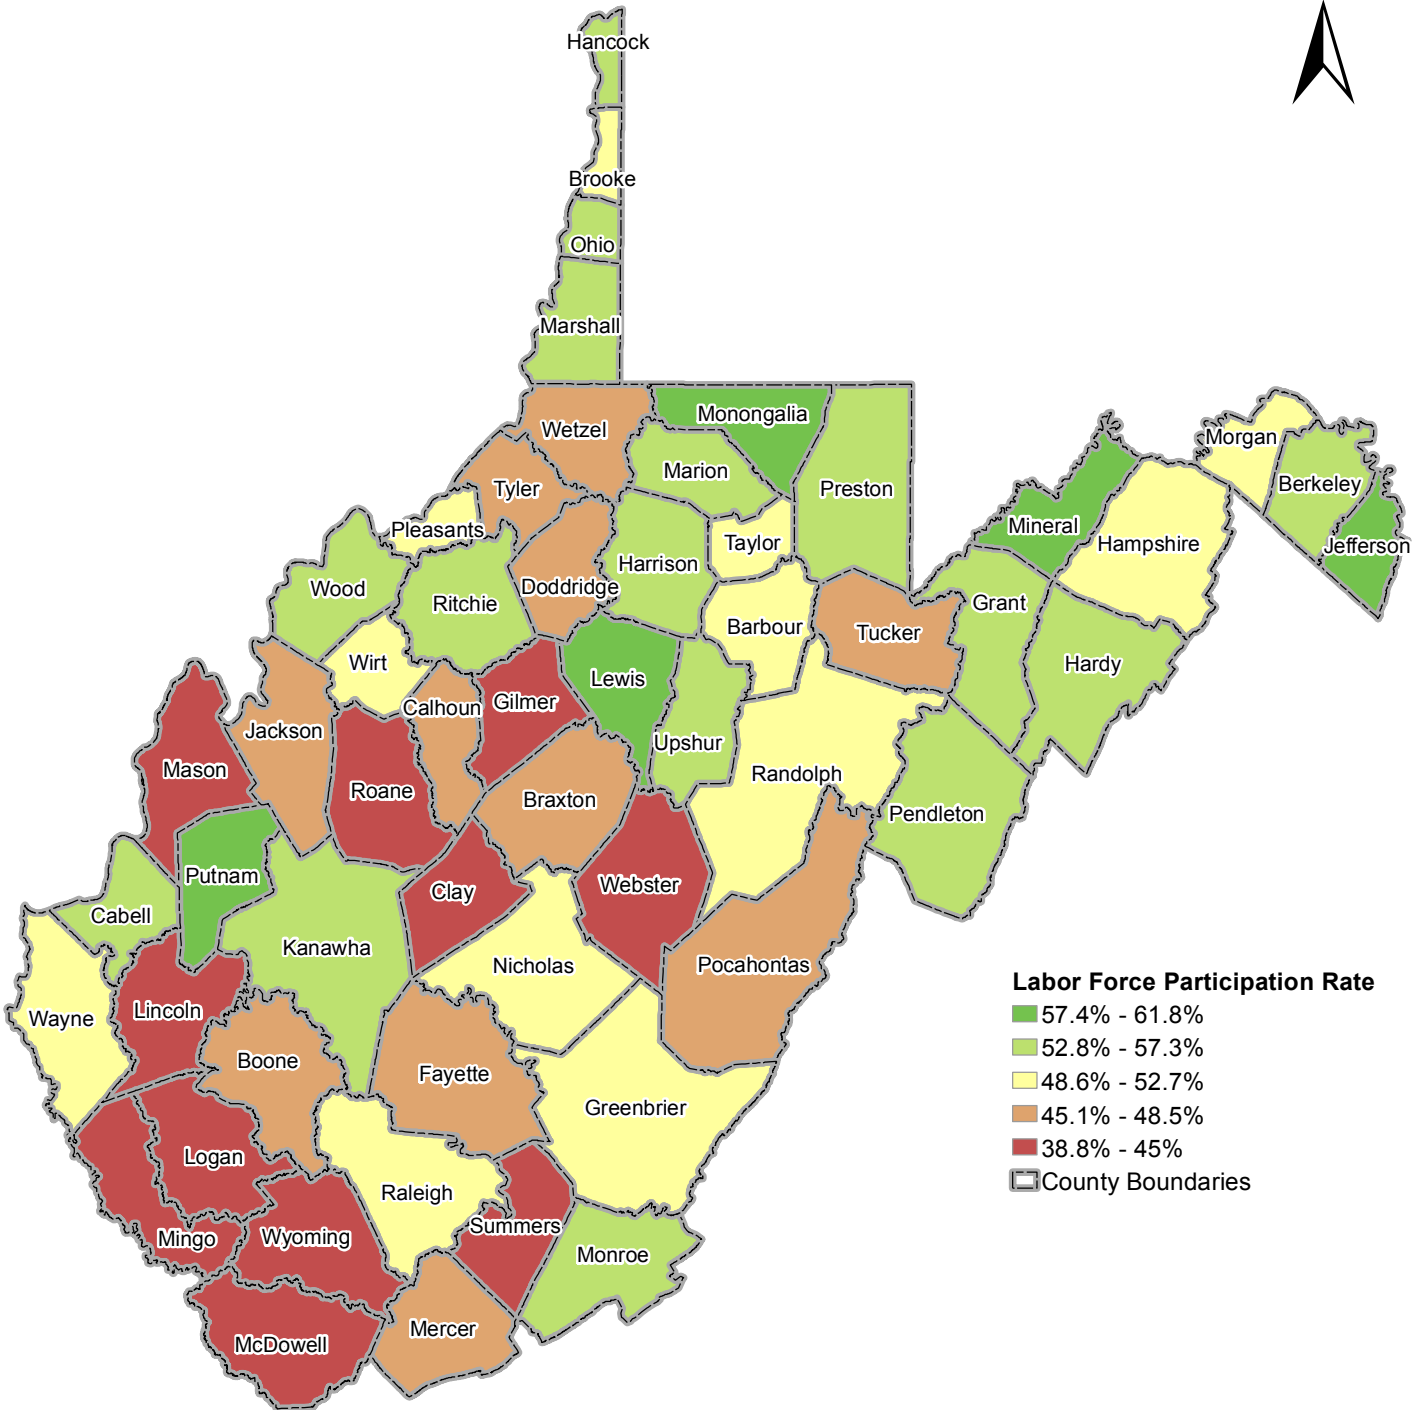 Hancock
Brooke
Ohio
Marshall
Wetzel
Monongalia
Morgan
Marion
Berkeley
Tyler
Preston
Mineral
Pleasants
Taylor
Hampshire
Jefferson
Harrison
Wood
Doddridge
Ritchie
Grant
Barbour
Tucker
Wirt
Hardy
Lewis
Gilmer
Calhoun
Jackson
Upshur
Mason
Randolph
Roane
Braxton
Pendleton
Putnam
Webster
Clay
Cabell
Kanawha
Nicholas
Pocahontas
Lincoln
Wayne
Boone
Fayette
Greenbrier
Logan
Raleigh
Summers
Mingo
Wyoming
Monroe
Mercer
McDowell
Labor Force Participation Rate
57.4% - 61.8%
52.8% - 57.3%
48.6% - 52.7%
45.1% - 48.5%
38.8% - 45%
County Boundaries